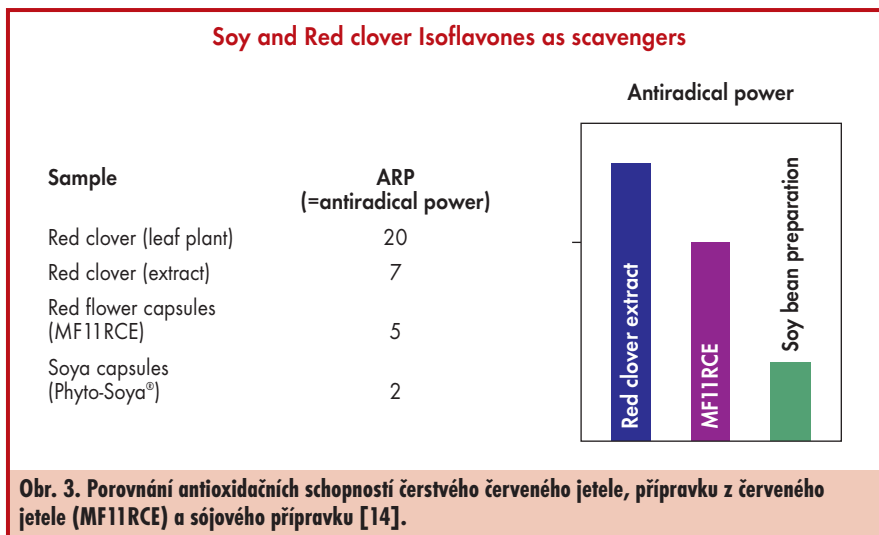 Soy and Red clover Isoflavones as scavengers
Sample
ARP
(=antiradical power)
Red clover (leaf plant) 20
Red clover (extract) 7
Red flower capsules
(MF11RCE) 5
Soya capsules
(Phyto-Soya®) 2
Antiradical power
Red clover extract
MF11RCE
Soy bean preparation
Obr. 3. Porovnání antioxidačních schopností čerstvého červeného jetele, přípravku z červeného
jetele (MF11RCE) a sójového přípravku [14].